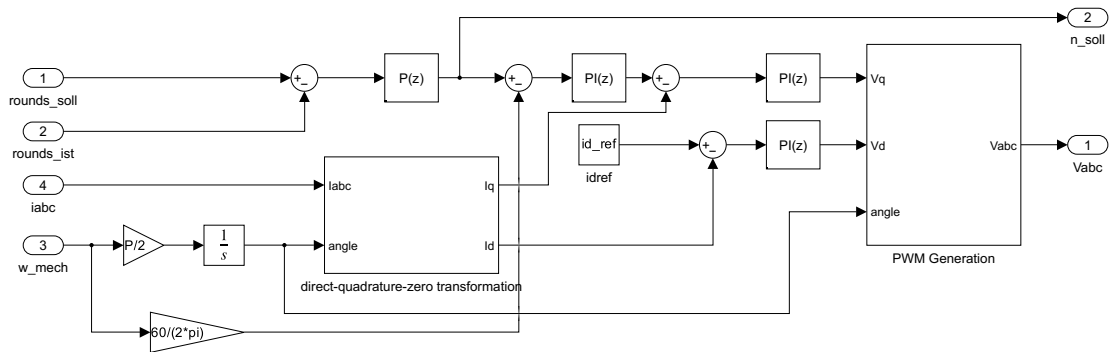 2
n_soll
1
rounds_soll
+
−
P(z)
+
−
PI(z)
+
−
PI(z)
Vq
2
rounds_ist
id_ref
idref
+
−
PI(z)
Vd
Vabc
1
Vabc
4
iabc
Iabc
Iq
angle
3
w_mech
P/2
1
s
angle
Id
PWM Generation
direct-quadrature-zero transformation
60/(2*pi)